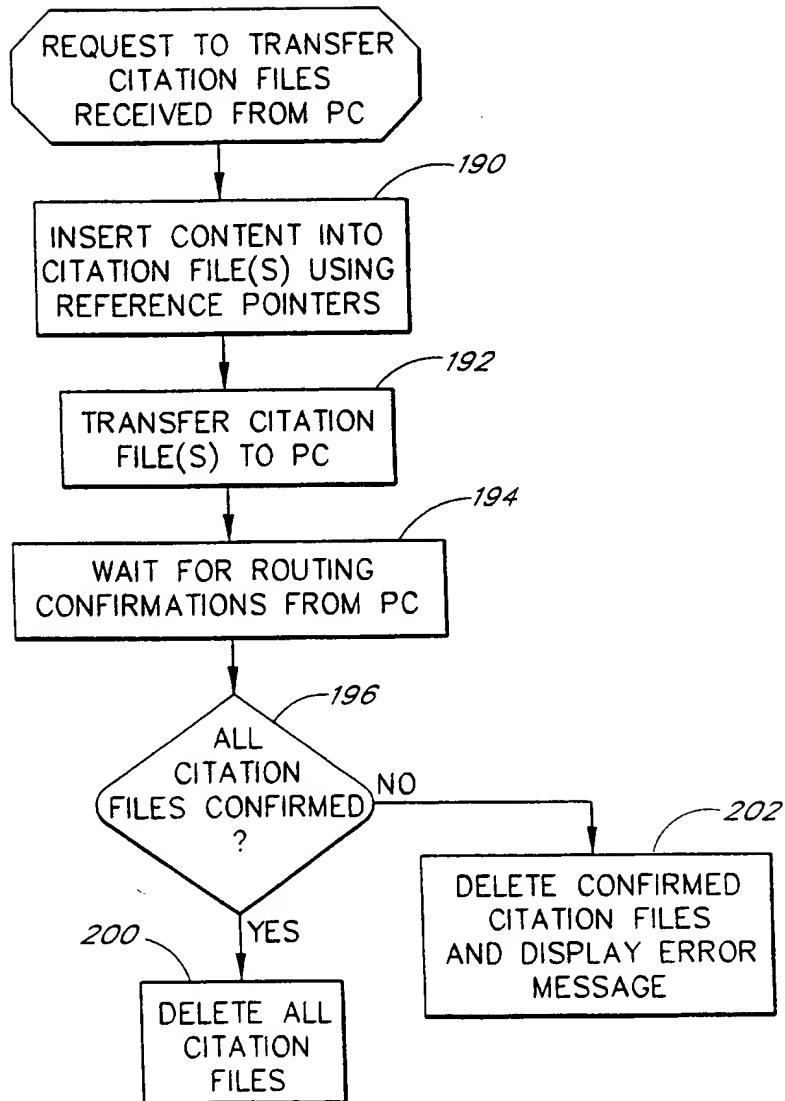 REQUEST TO TRANSFER
CITATION FILES
RECEIVED FROM PC
190
INSERT CONTENT INTO
CITATION FILE(S) USING
REFERENCE POINTERS
192
TRANSFER CITATION
FILE(S) TO PC
194
WAIT FOR ROUTING
CONFIRMATIONS FROM PC
196
ALL
CITATION
FILES CONFIRMED
?
NO
202
DELETE CONFIRMED
CITATION FILES
AND DISPLAY ERROR
MESSAGE
YES
200
DELETE ALL
CITATION
FILES